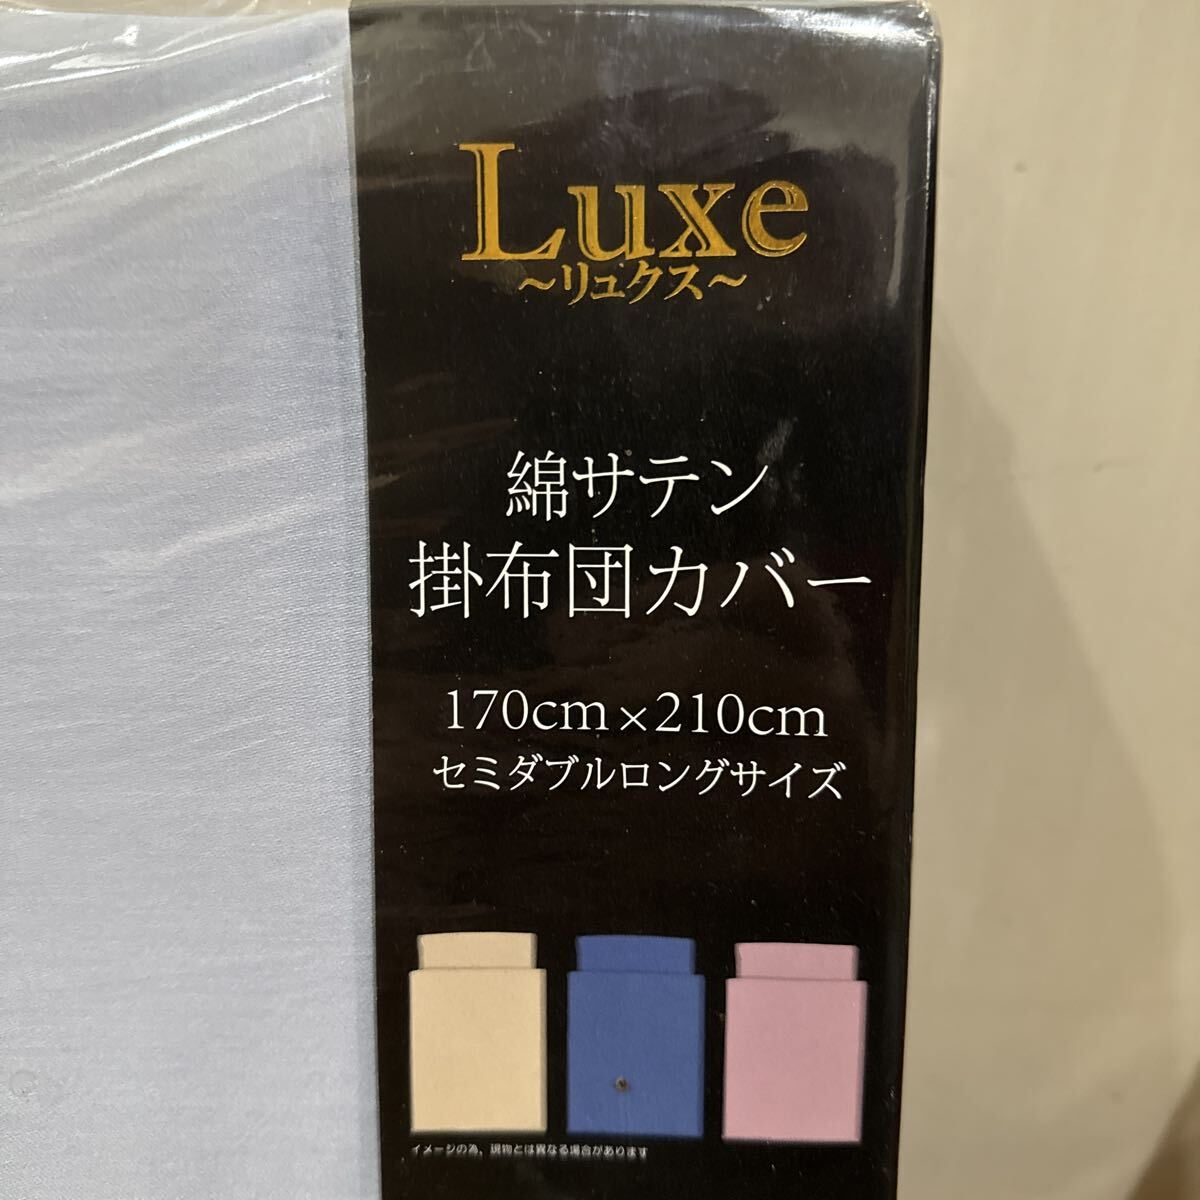 Luxe
～リュクス～
綿サテン
掛布団カバー
170cm×210cm
セミダブルロングサイズ
イメージの為、現物とは異なる場合があります